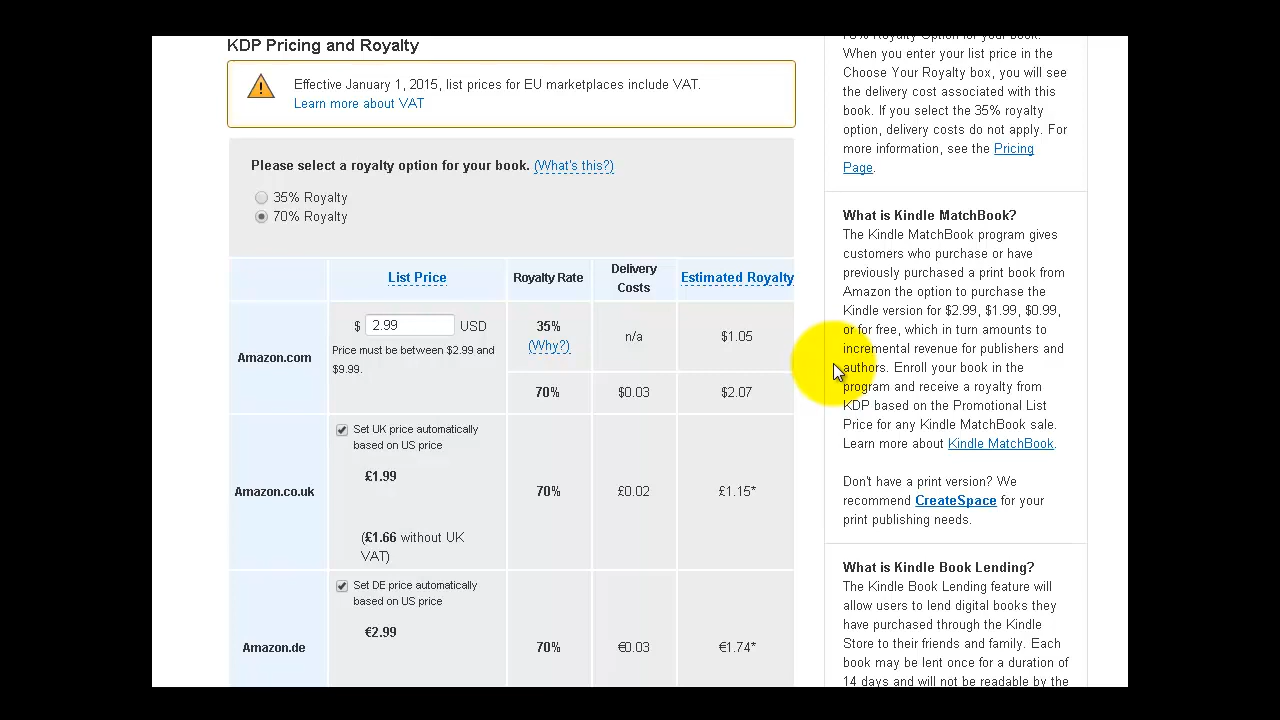 KDP Pricing and Royalty
Effective January 1, 2015, list prices for EU marketplaces include VAT.
Learn more about VAT
Please select a royalty option for your book. (What's this?)
35% Royalty
70% Royalty
List Price
Royalty Rate
Delivery
Costs
Estimated Royalty
Amazon.com
$ 2.99 USD
Price must be between $2.99 and
$9.99.
35%
(Why?)
n/a
$1.05
70%
$0.03
$2.07
Amazon.co.uk
Set UK price automatically
based on US price
£1.99
(£1.66 without UK
VAT)
70%
£0.02
£1.15*
Amazon.de
Set DE price automatically
based on US price
€2.99
70%
€0.03
€1.74*
70% Royalty Option for your book.
When you enter your list price in the
Choose Your Royalty box, you will see
the delivery cost associated with this
book. If you select the 35% royalty
option, delivery costs do not apply. For
more information, see the Pricing
Page.
What is Kindle MatchBook?
The Kindle MatchBook program gives
customers who purchase or have
previously purchased a print book from
Amazon the option to purchase the
Kindle version for $2.99, $1.99, $0.99,
or for free, which in turn amounts to
incremental revenue for publishers and
authors. Enroll your book in the
program and receive a royalty from
KDP based on the Promotional List
Price for any Kindle MatchBook sale.
Learn more about Kindle MatchBook.
Don't have a print version? We
recommend CreateSpace for your
print publishing needs.
What is Kindle Book Lending?
The Kindle Book Lending feature will
allow users to lend digital books they
have purchased through the Kindle
Store to their friends and family. Each
book may be lent once for a duration of
14 days and will not be readable by the